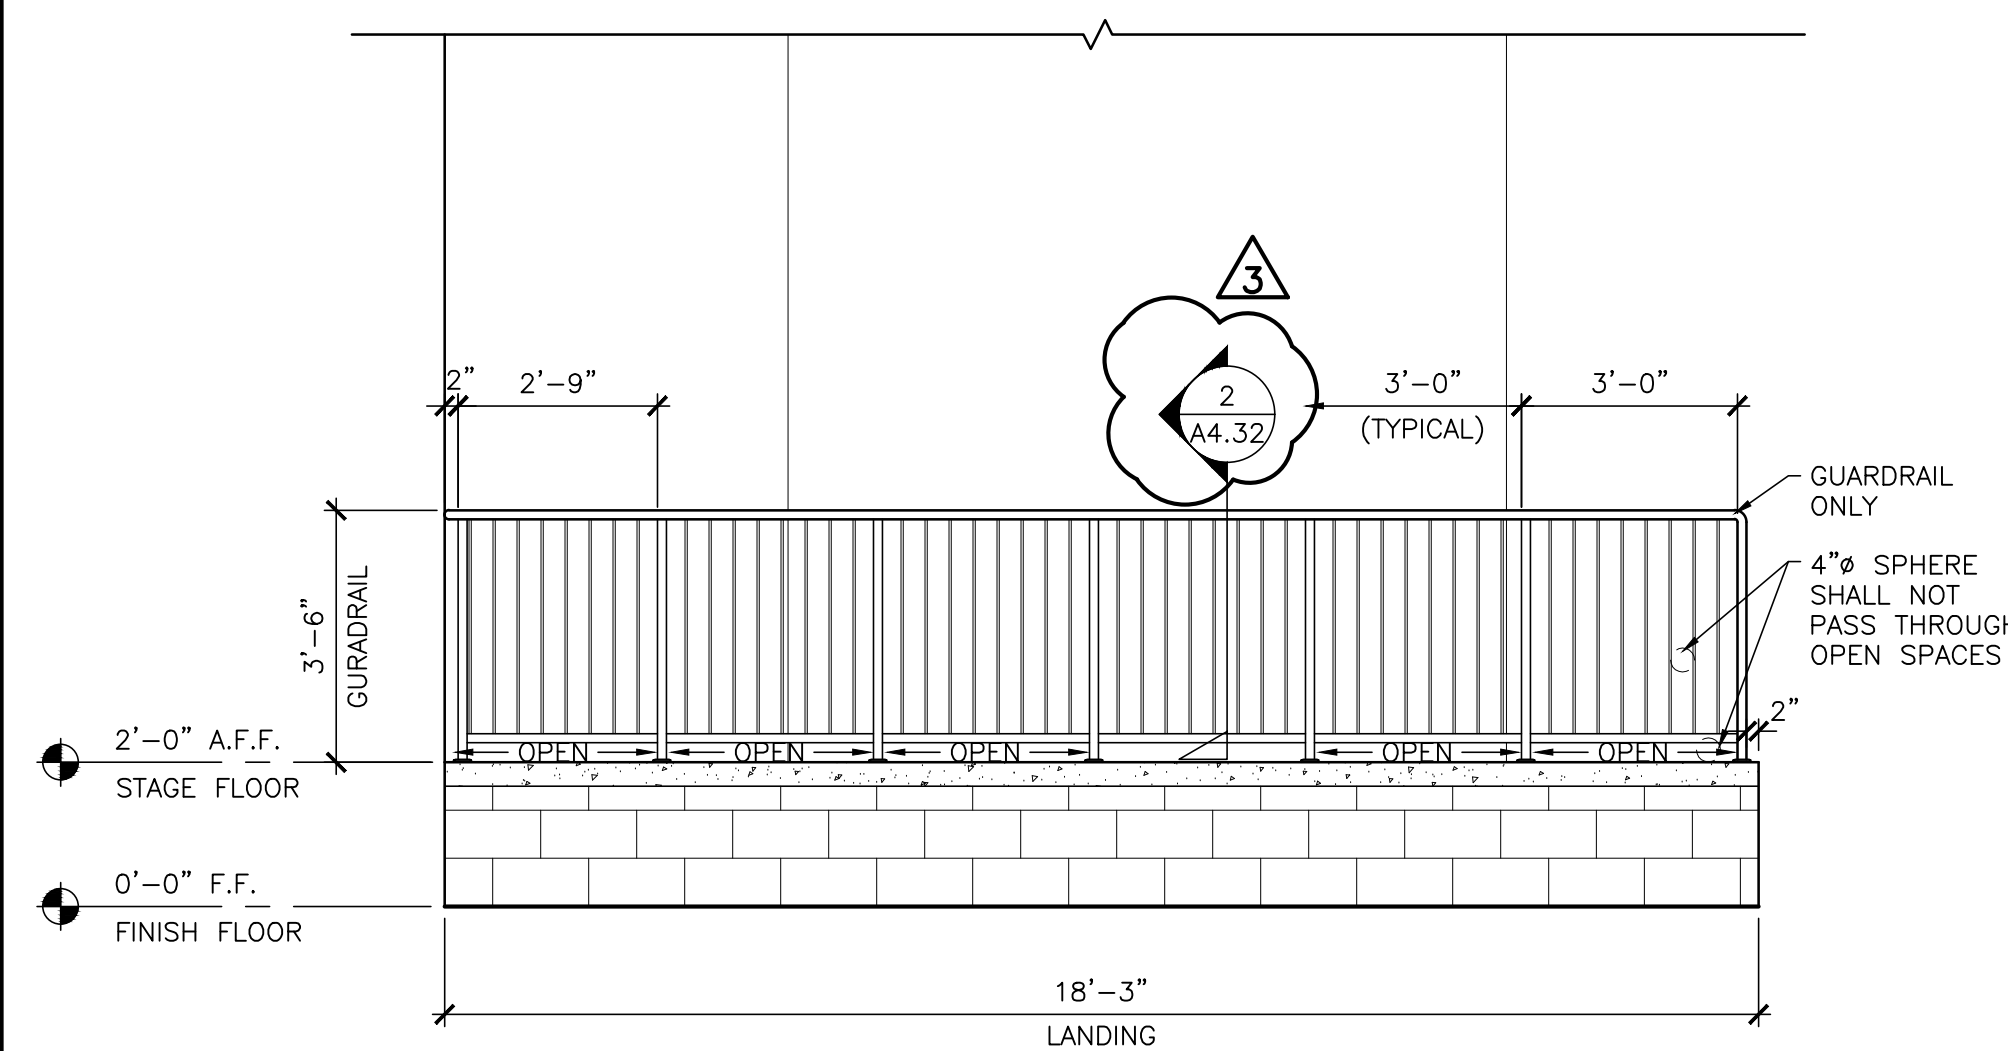 3
2"
2'-9"
2
A4.32
3'-0"
(TYPICAL)
3'-0"
GUARDRAIL
ONLY
4"ø SPHERE
SHALL NOT
PASS THROUGH
OPEN SPACES
2"
3'-6"
GURADRAIL
2'-0" A.F.F.
STAGE FLOOR
OPEN
OPEN
OPEN
OPEN
OPEN
0'-0" F.F.
FINISH FLOOR
18'-3"
LANDING